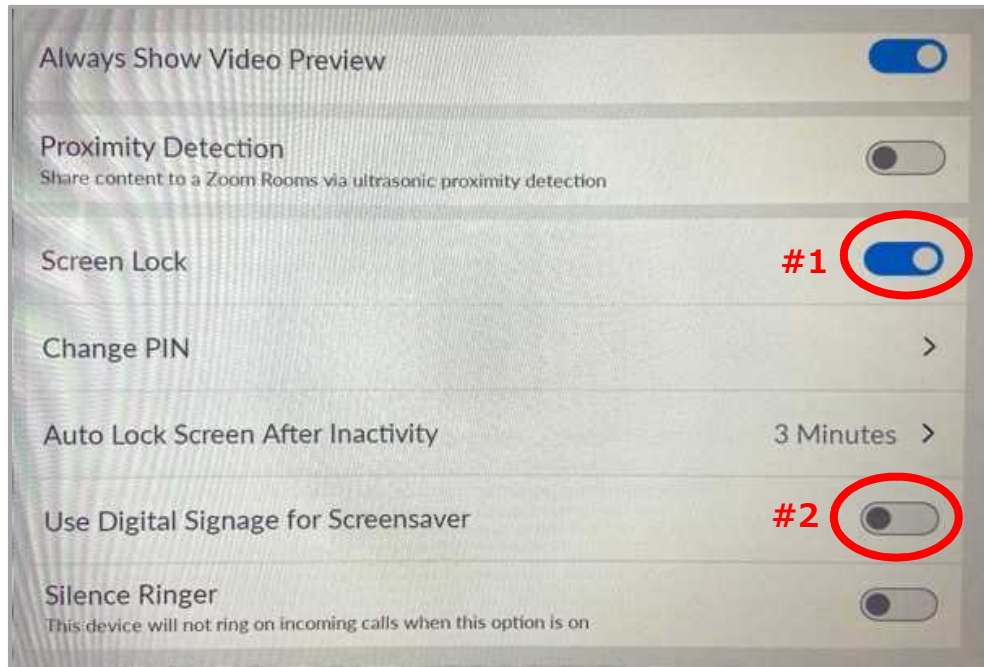 Always Show Video Preview
Proximity Detection
Share content to a Zoom Rooms via ultrasonic proximity detection
Screen Lock
#1
Change PIN
>
Auto Lock Screen After Inactivity
3 Minutes >
Use Digital Signage for Screensaver
#2
Silence Ringer
This device will not ring on incoming calls when this option is on